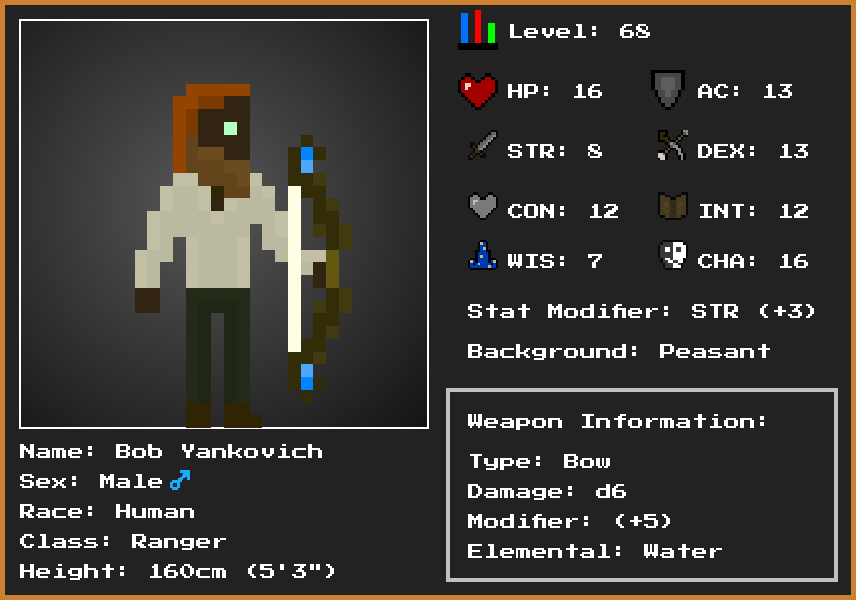 Level: 68
HP: 16 AC: 13
STR: 8 DEX: 13
CON: 12 INT: 12
WIS: 7 CHA: 16
Stat Modifier: STR (+3)
Background: Peasant
Weapon Information:
Type: Bow
Damage: d6
Modifier: (+5)
Elemental: Water
Name: Bob Yankovich
Sex: Male ♂
Race: Human
Class: Ranger
Height: 160cm (5'3")